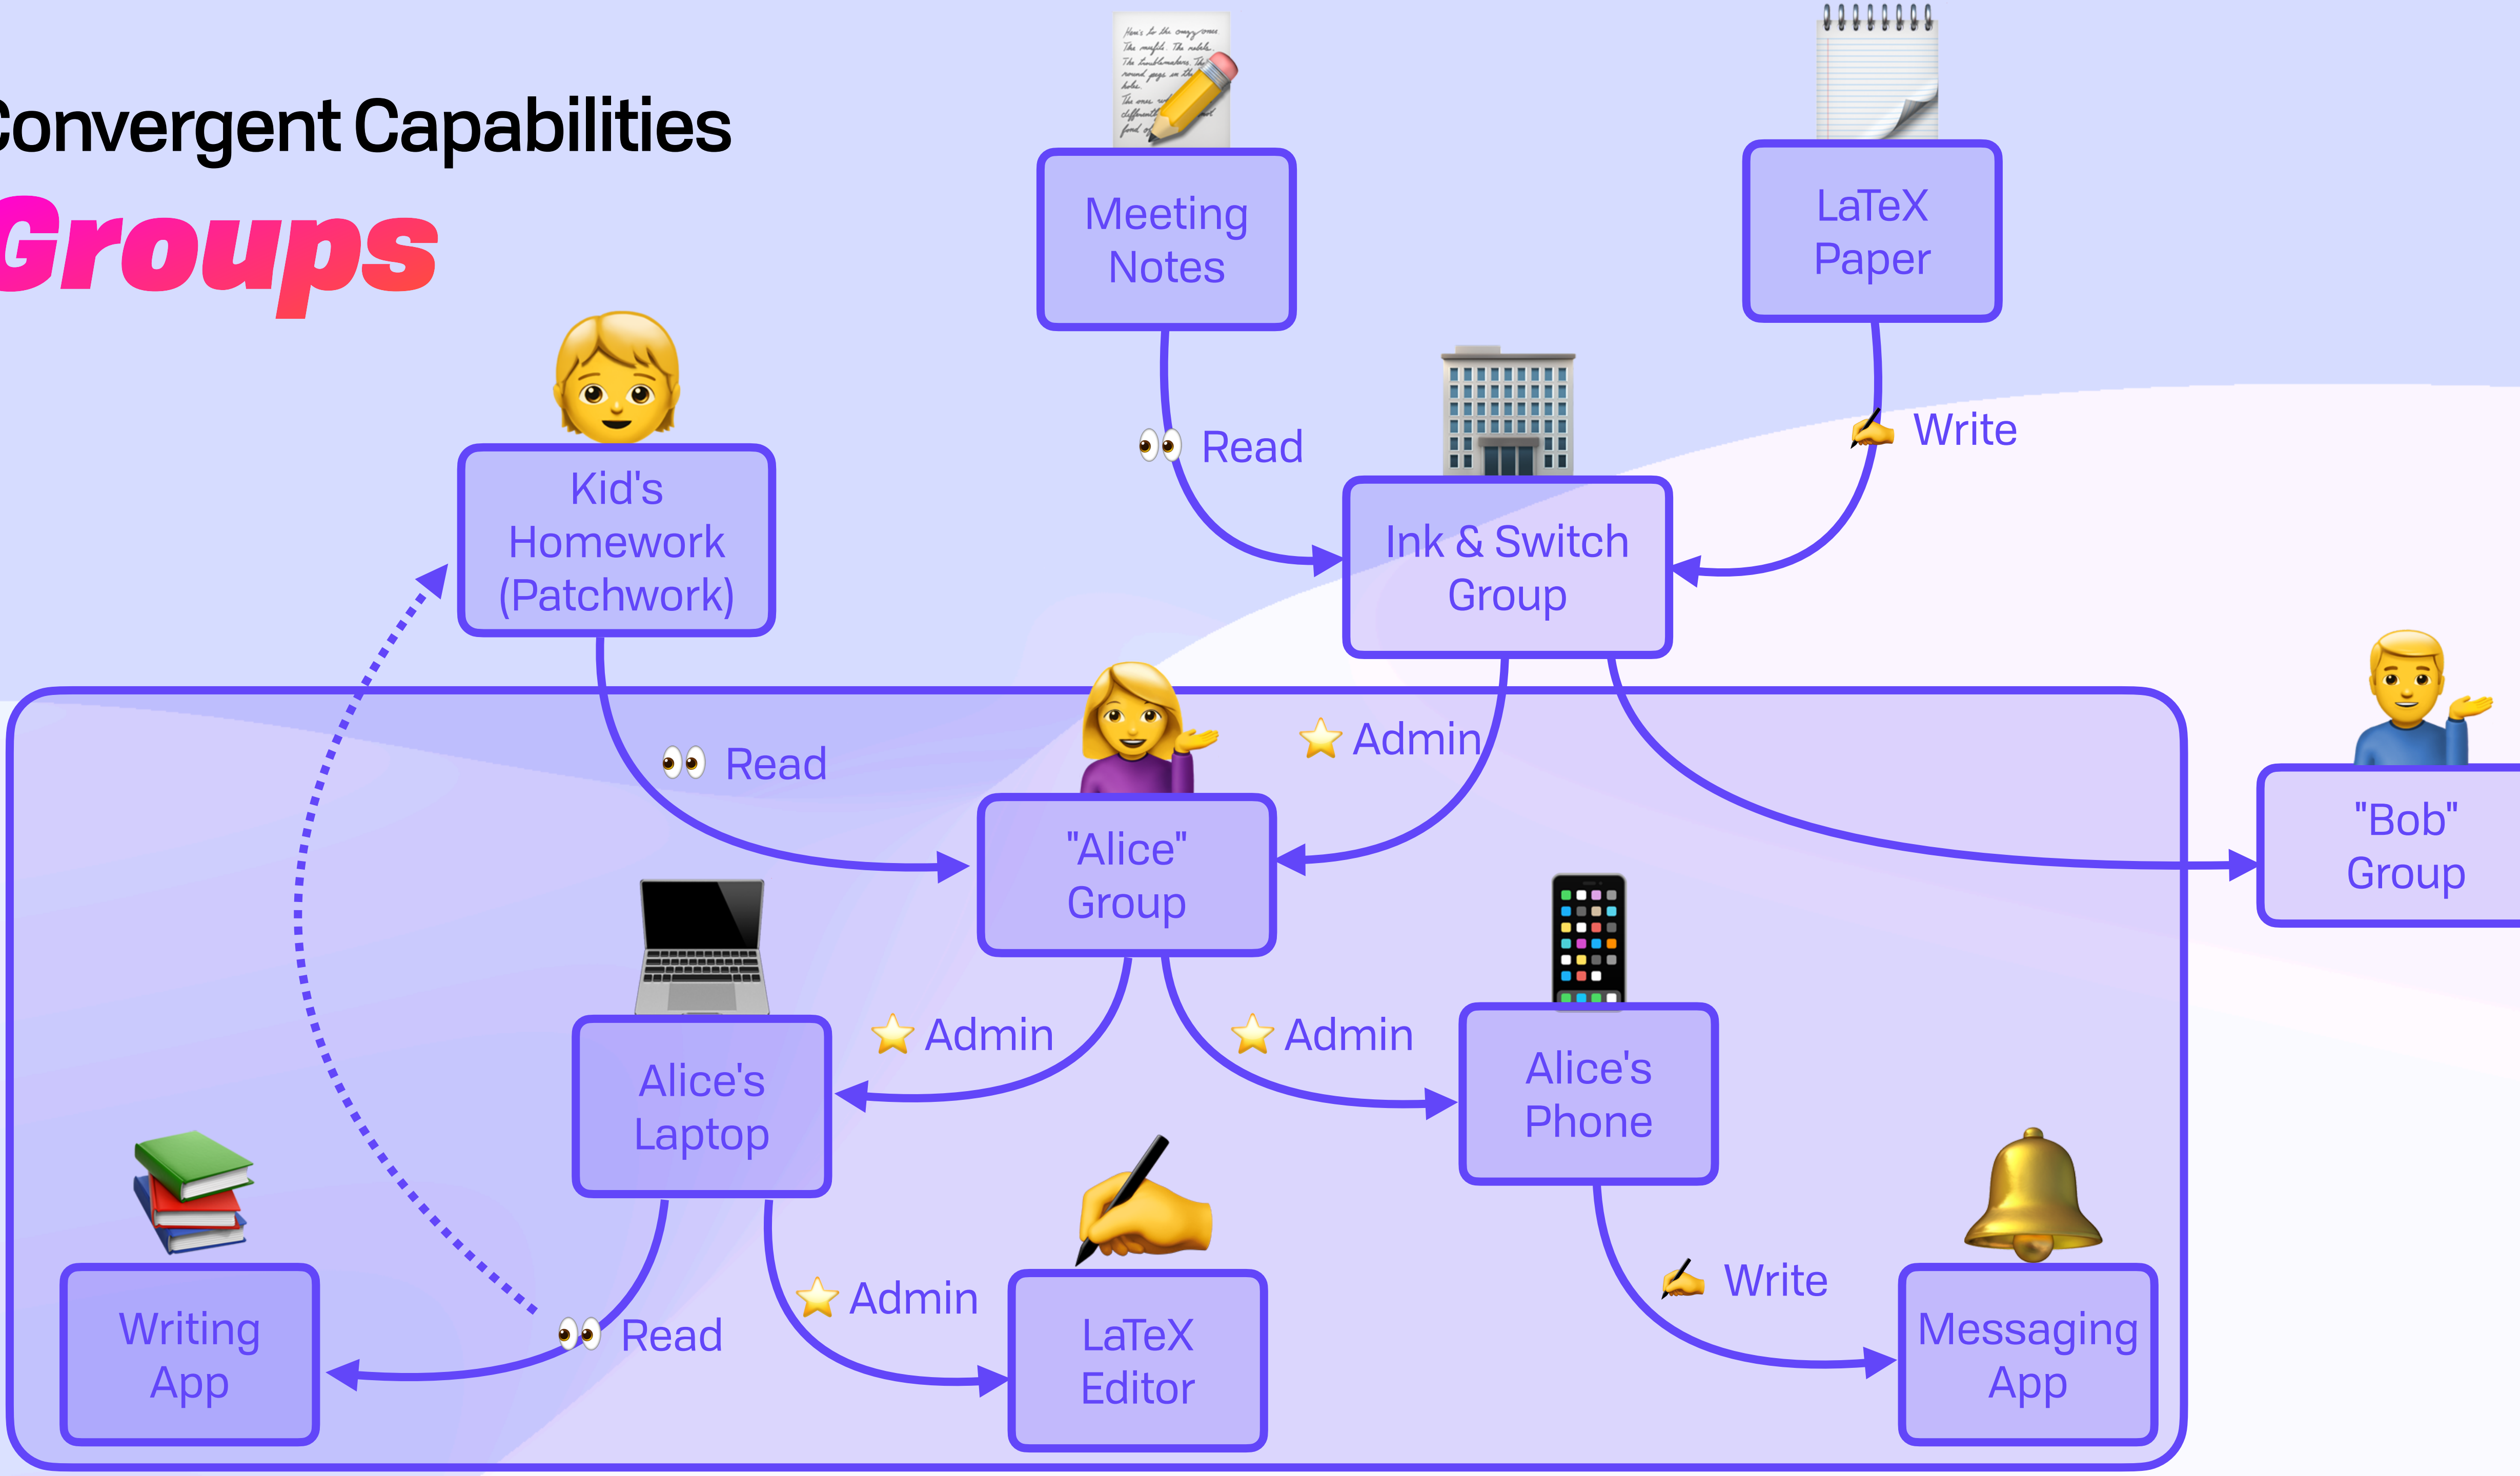 Convergent Capabilities
Groups
Meeting
Notes
LaTeX
Paper
Read
Write
Kid's
Homework
(Patchwork)
Ink & Switch
Group
Read
Admin
"Alice"
Group
"Bob"
Group
Alice's
Laptop
Admin
Admin
Alice's
Phone
Writing
App
Read
Admin
LaTeX
Editor
Write
Messaging
App